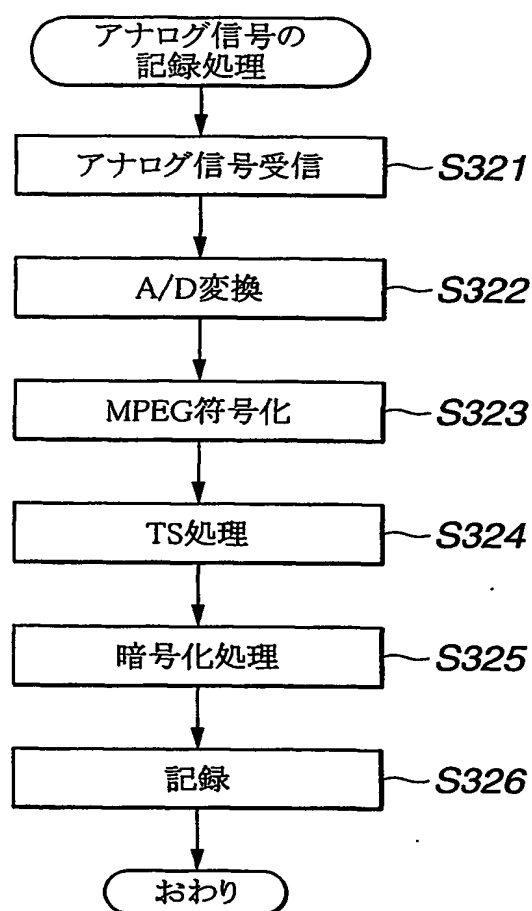 アナログ信号の
記録処理
アナログ信号受信 S321
A/D変換 S322
MPEG符号化 S323
TS処理 S324
暗号化処理 S325
記録 S326
おわり